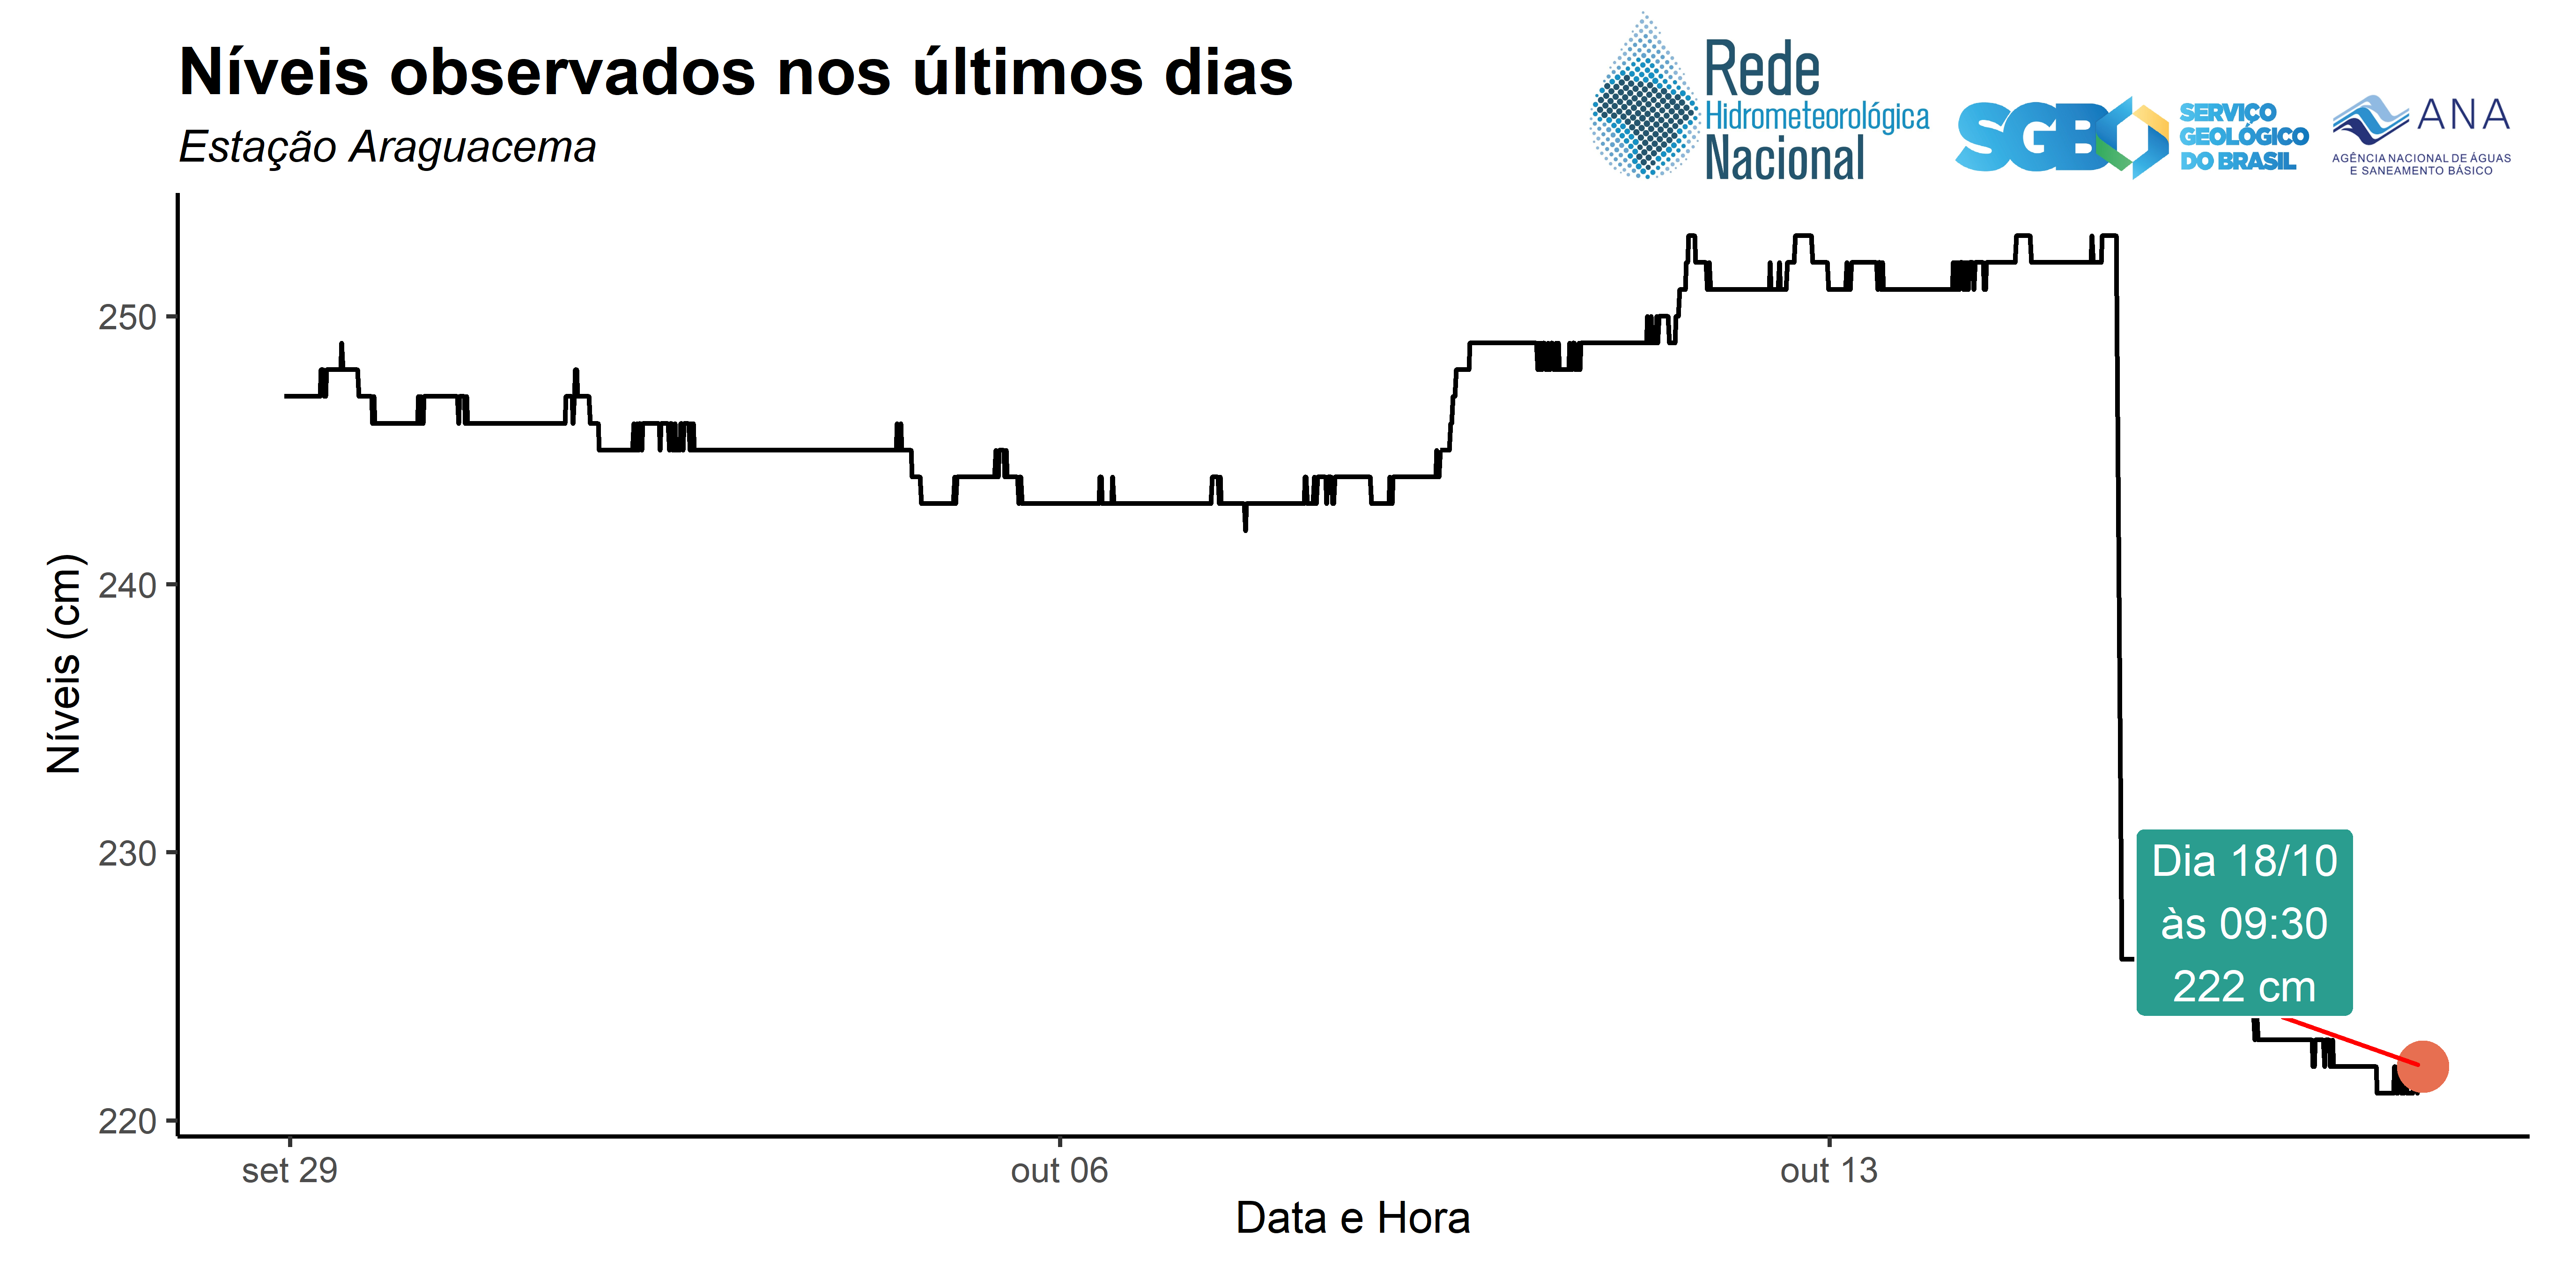 Níveis observados nos últimos dias
Estação Araguacema
Rede
Hidrometeorológica
Nacional
SGB
SERVIÇO
GEOLÓGICO
DO BRASIL
ANA
AGÊNCIA NACIONAL DE ÁGUAS
E SANEAMENTO BÁSICO
Níveis (cm)
250
240
230
220
Dia 18/10
às 09:30
222 cm
set 29
out 06
out 13
Data e Hora